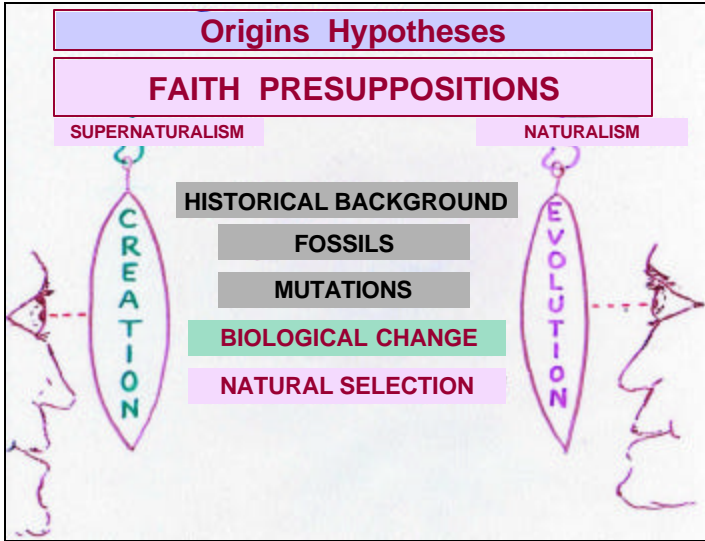 Origins Hypotheses
FAITH PRESUPPOSITIONS
SUPERNATURALISM
NATURALISM
CREATION
HISTORICAL BACKGROUND
FOSSILS
MUTATIONS
BIOLOGICAL CHANGE
NATURAL SELECTION
EVOLUTION